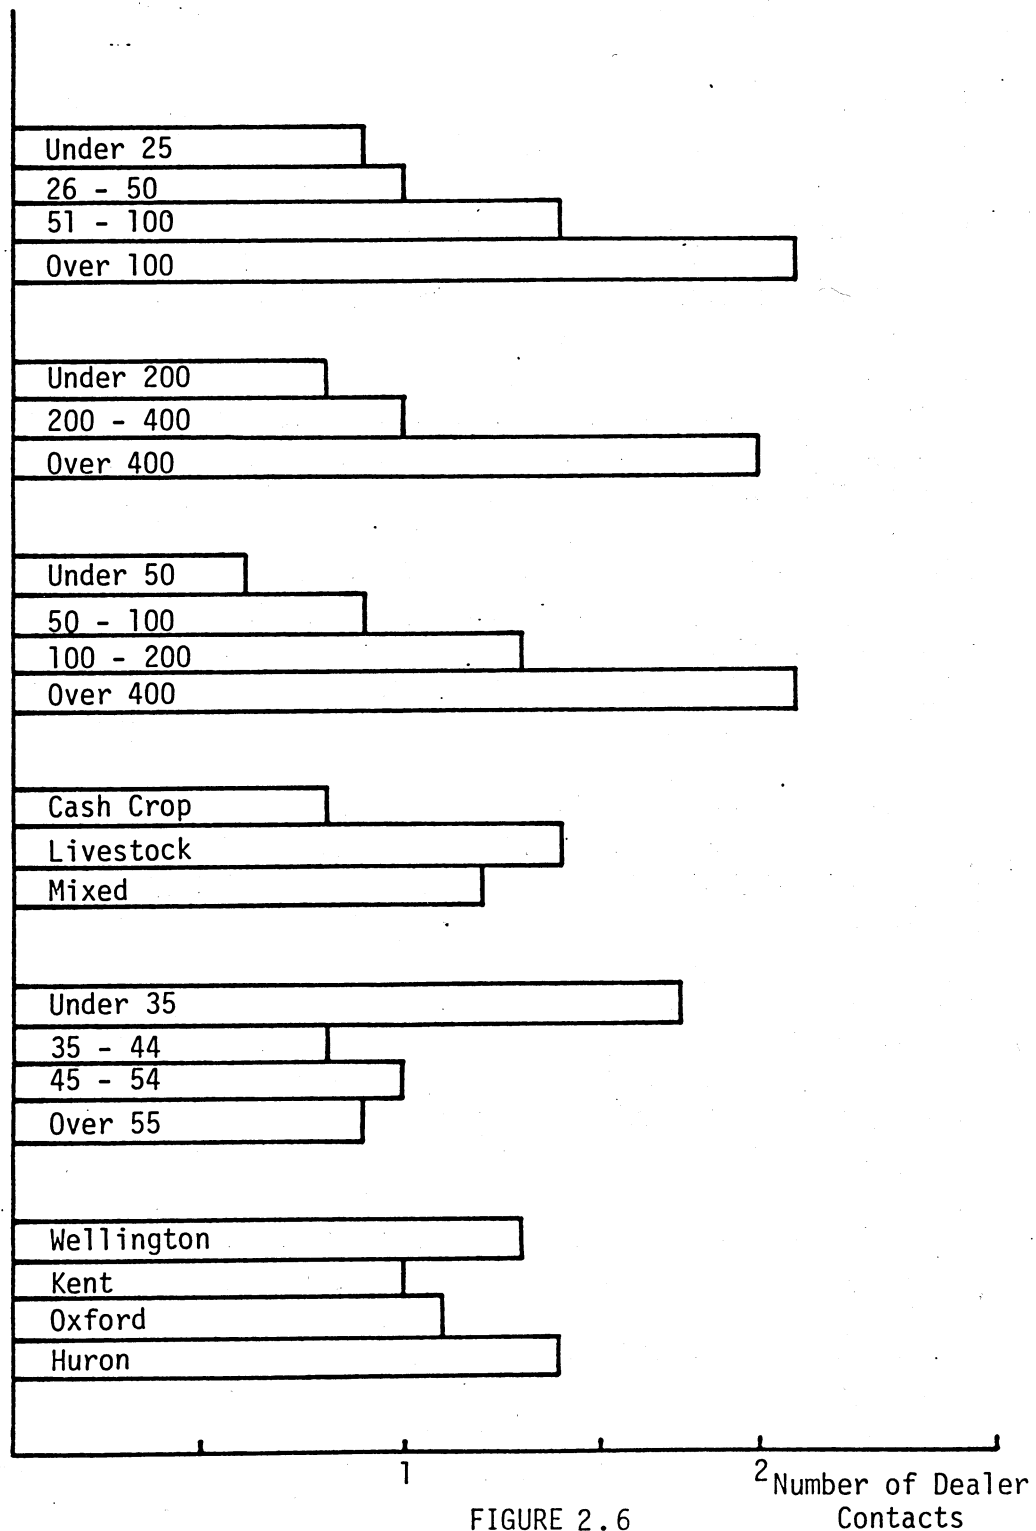 Under 25
26 - 50
51 - 100
Over 100
Under 200
200 - 400
Over 400
Under 50
50 - 100
100 - 200
Over 400
Cash Crop
Livestock
Mixed
Under 35
35 - 44
45 - 54
Over 55
Wellington
Kent
Oxford
Huron
1
2
Number of Dealer
Contacts
FIGURE 2.6